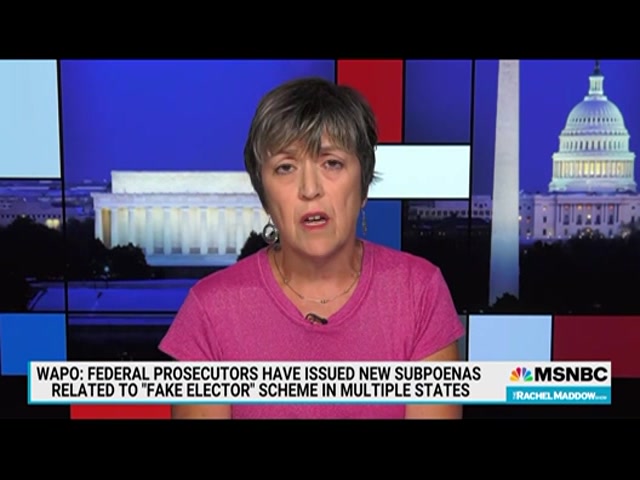 WAPO: FEDERAL PROSECUTORS HAVE ISSUED NEW SUBPOENAS
RELATED TO "FAKE ELECTOR" SCHEME IN MULTIPLE STATES
MSNBC
THE RACHEL MADDOW SHOW